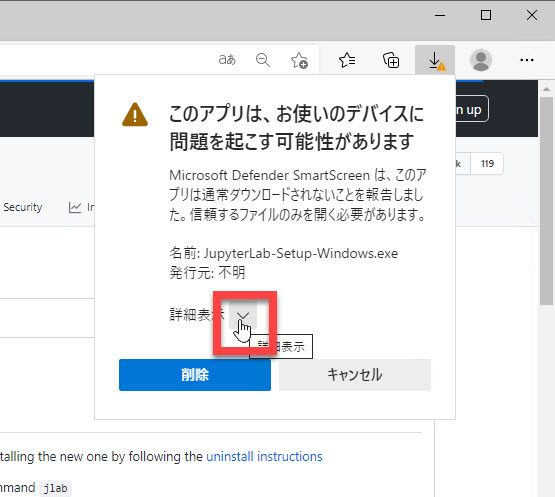 aあ
n up
このアプリは、お使いのデバイスに
問題を起こす可能性があります
Microsoft Defender SmartScreen は、このア
プリは通常ダウンロードされないことを報告しまし
た。信頼するファイルのみを開く必要があります。
k 119
Security
名前: JupyterLab-Setup-Windows.exe
発行元: 不明
詳細表示
詳細表示
削除 キャンセル
talling the new one by following the uninstall instructions
mmand jlab